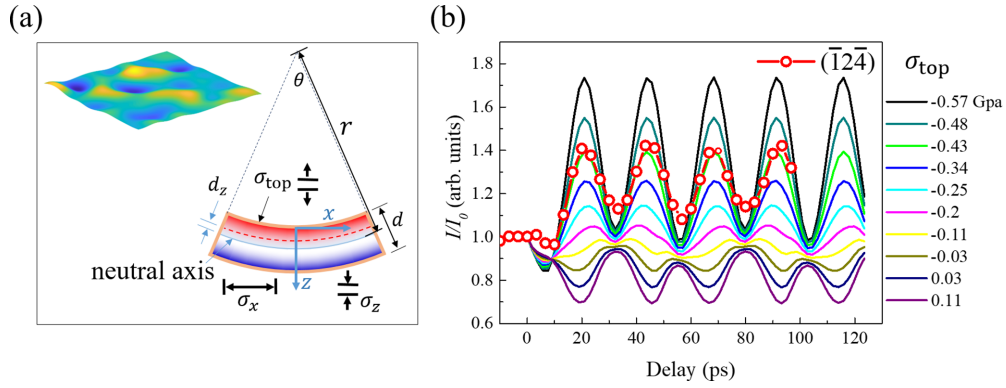 (a)
(b)
θ
r
d_z
σ_top
x
d
neutral axis
z
σ_x
σ_z
I/I_0 (arb. units)
1.8
1.6
1.4
1.2
1.0
0.8
0.6
0
20
40
60
80
100
120
Delay (ps)
(1̅24̅)
σ_top
-0.57 Gpa
-0.48
-0.43
-0.34
-0.25
-0.2
-0.11
-0.03
0.03
0.11